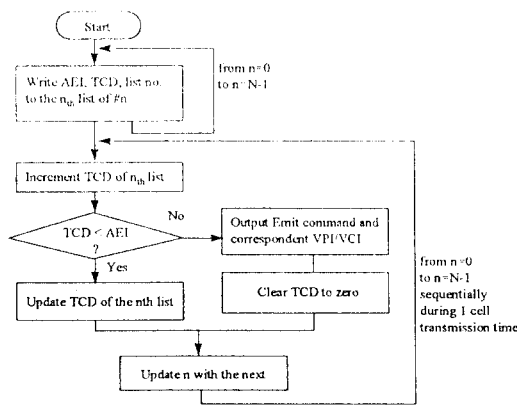 Start
Write AEI, TCD, list no.
to the nth list of #n
from n=0
to n=N-1
Increment TCD of nth list
TCD < AEI
?
No
Yes
Output Emit command and
correspondent VPI/VCI
Update TCD of the nth list
Clear TCD to zero
from n=0
to n=N-1
sequentially
during 1 cell
transmission time
Update n with the next